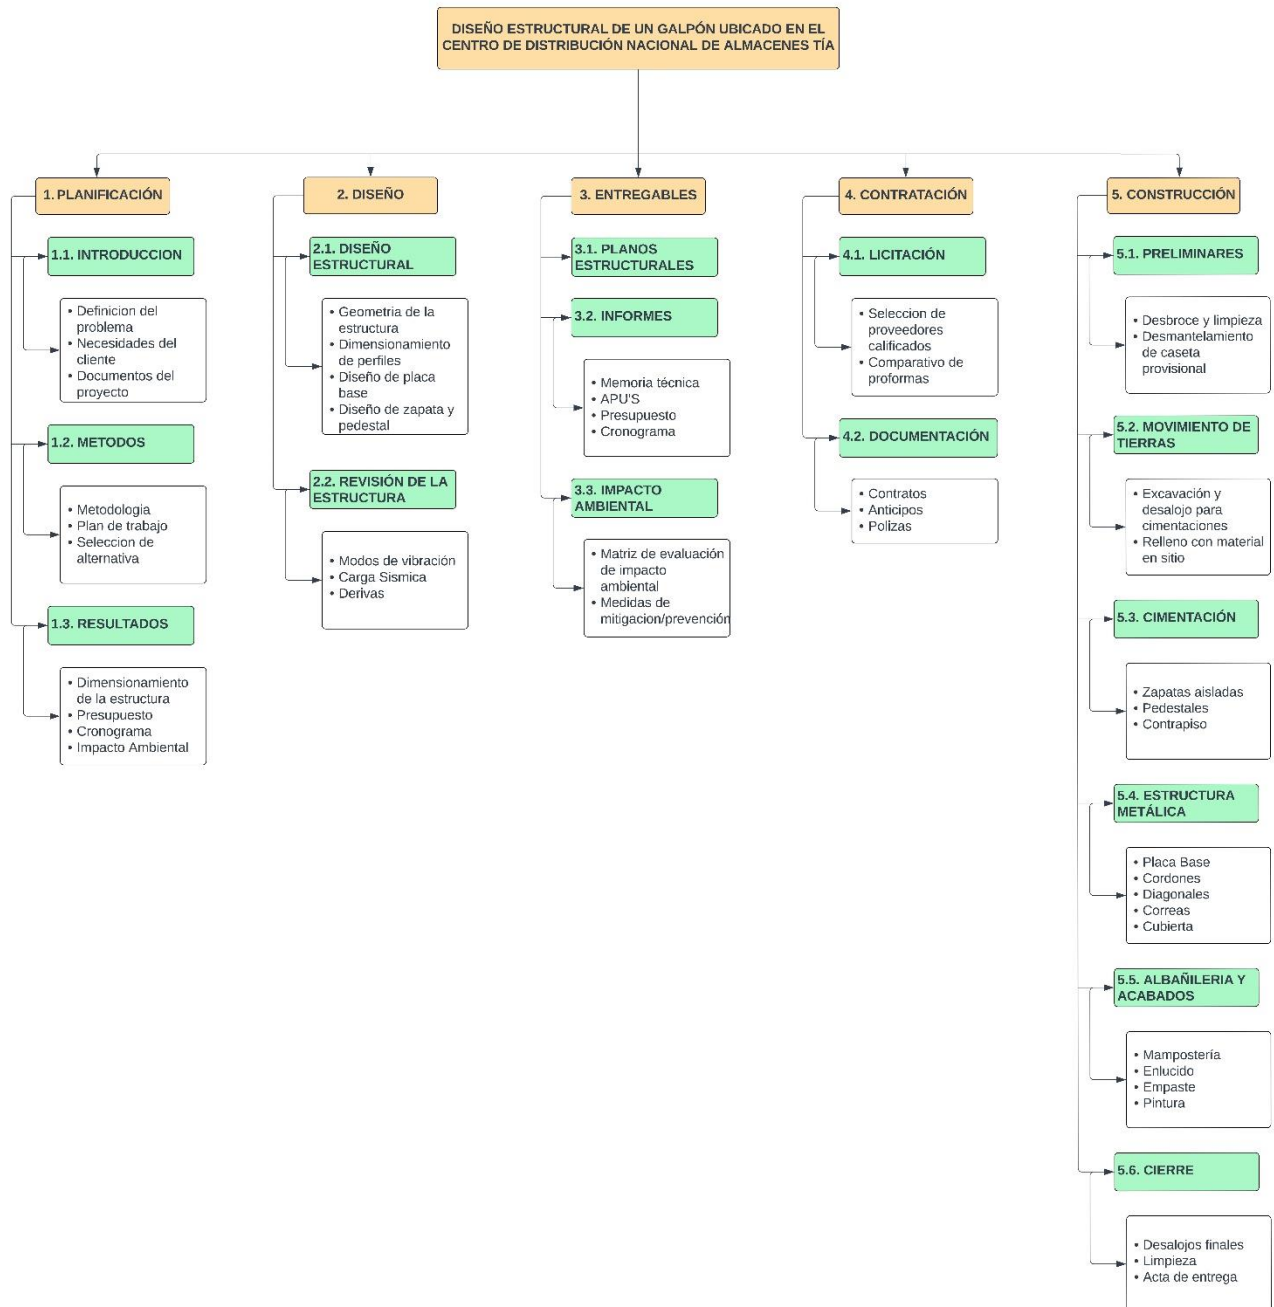 DISEÑO ESTRUCTURAL DE UN GALPÓN UBICADO EN EL
CENTRO DE DISTRIBUCIÓN NACIONAL DE ALMACENES TÍA
1. PLANIFICACIÓN
1.1. INTRODUCCION
• Definicion del
problema
• Necesidades del
cliente
• Documentos del
proyecto
1.2. METODOS
• Metodologia
• Plan de trabajo
• Seleccion de
alternativa
1.3. RESULTADOS
• Dimensionamiento
de la estructura
• Presupuesto
• Cronograma
• Impacto Ambiental
2. DISEÑO
2.1. DISEÑO
ESTRUCTURAL
• Geometria de la
estructura
• Dimensionamiento
de perfiles
• Diseño de placa
base
• Diseño de zapata y
pedestal
2.2. REVISIÓN DE LA
ESTRUCTURA
• Modos de vibración
• Carga Sismica
• Derivas
3. ENTREGABLES
3.1. PLANOS
ESTRUCTURALES
3.2. INFORMES
• Memoria técnica
• APU'S
• Presupuesto
• Cronograma
3.3. IMPACTO
AMBIENTAL
• Matriz de evaluación
de impacto
ambiental
• Medidas de
mitigacion/prevención
4. CONTRATACIÓN
4.1. LICITACIÓN
• Seleccion de
proveedores
calificados
• Comparativo de
proformas
4.2. DOCUMENTACIÓN
• Contratos
• Anticipos
• Polizas
5. CONSTRUCCIÓN
5.1. PRELIMINARES
• Desbroce y limpieza
• Desmantelamiento
de caseta
provisional
5.2. MOVIMIENTO DE
TIERRAS
• Excavación y
desalojo para
cimentaciones
• Relleno con material
en sitio
5.3. CIMENTACIÓN
• Zapatas aisladas
• Pedestales
• Contrapiso
5.4. ESTRUCTURA
METÁLICA
• Placa Base
• Cordones
• Diagonales
• Correas
• Cubierta
5.5. ALBAÑILERIA Y
ACABADOS
• Mampostería
• Enlucido
• Empaste
• Pintura
5.6. CIERRE
• Desalojos finales
• Limpieza
• Acta de entrega